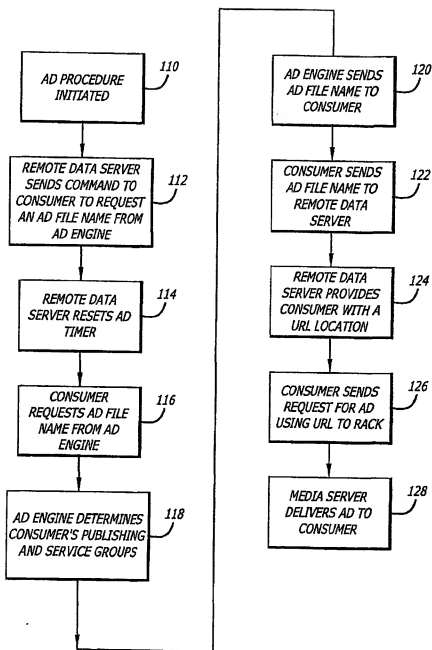 AD PROCEDURE
INITIATED
110
REMOTE DATA SERVER
SENDS COMMAND TO
CONSUMER TO REQUEST
AN AD FILE NAME FROM
AD ENGINE
112
REMOTE DATA
SERVER RESETS AD
TIMER
114
CONSUMER
REQUESTS AD FILE
NAME FROM AD
ENGINE
116
AD ENGINE DETERMINES
CONSUMER'S PUBLISHING
AND SERVICE GROUPS
118
AD ENGINE SENDS
AD FILE NAME TO
CONSUMER
120
CONSUMER SENDS
AD FILE NAME TO
REMOTE DATA
SERVER
122
REMOTE DATA
SERVER PROVIDES
CONSUMER WITH A
URL LOCATION
124
CONSUMER SENDS
REQUEST FOR AD
USING URL TO RACK
126
MEDIA SERVER
DELIVERS AD TO
CONSUMER
128